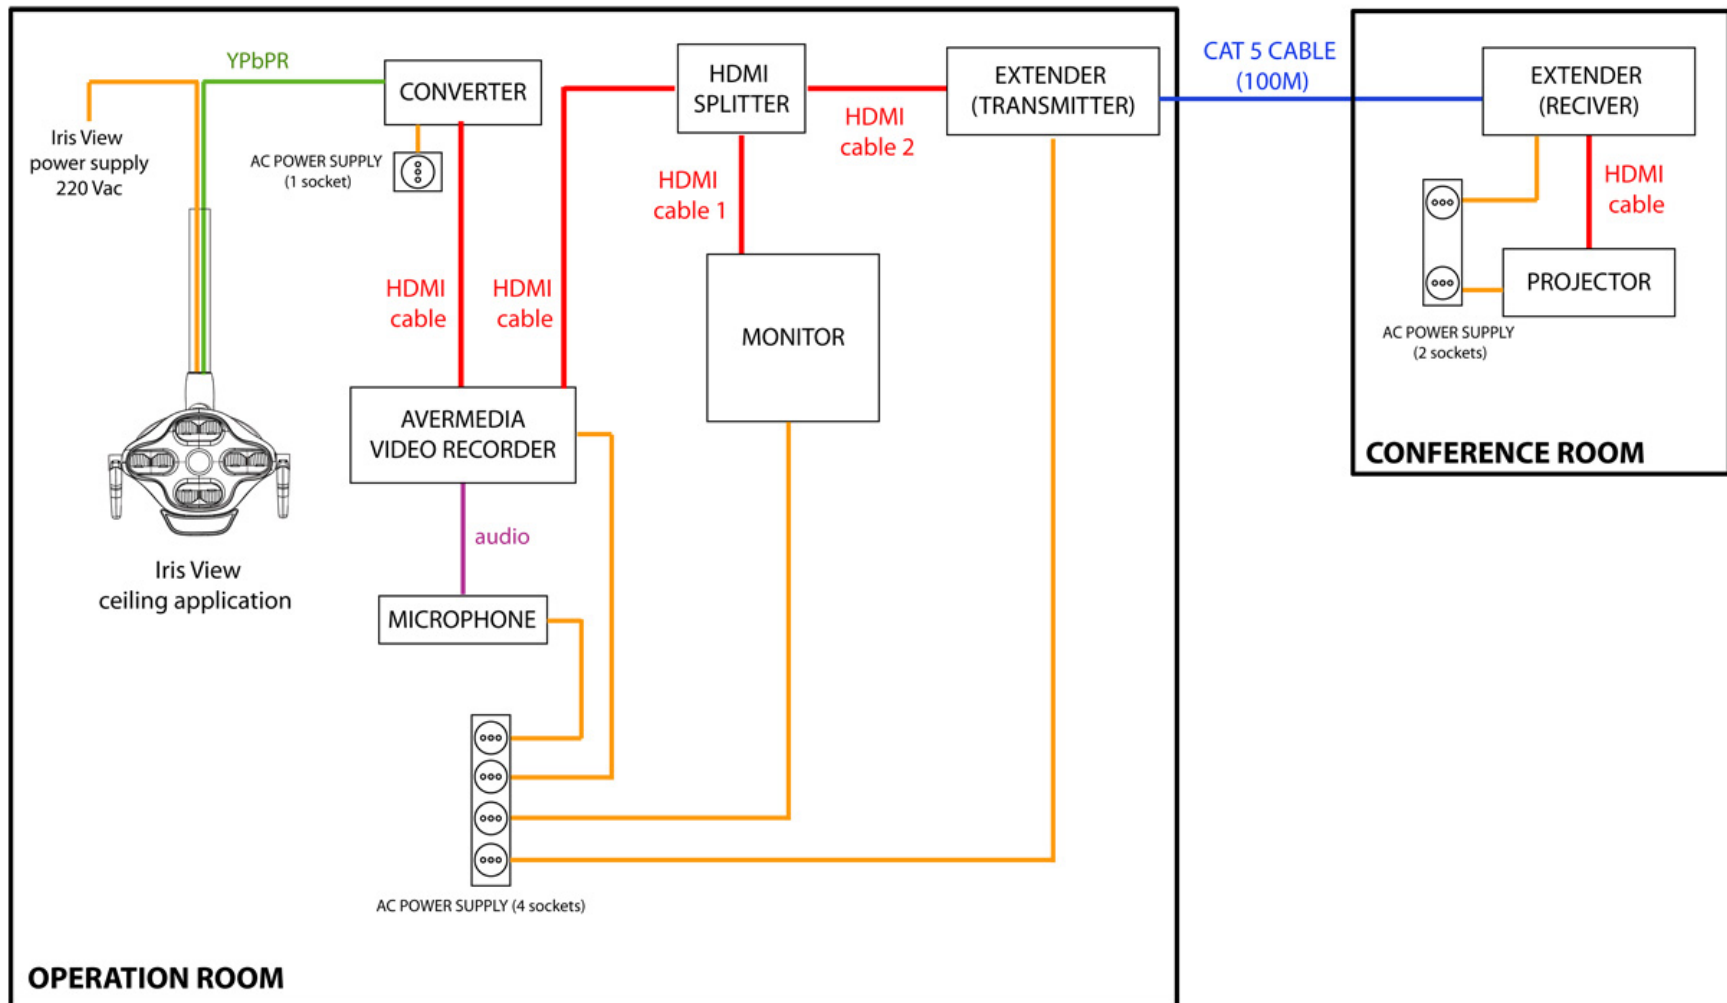 YPbPR
CONVERTER
Iris View
power supply
220 Vac
AC POWER SUPPLY
(1 socket)
HDMI
cable
HDMI
cable
HDMI
SPLITTER
HDMI
cable 2
HDMI
cable 1
EXTENDER
(TRANSMITTER)
MONITOR
AVERMEDIA
VIDEO RECORDER
audio
MICROPHONE
Iris View
ceiling application
AC POWER SUPPLY (4 sockets)
OPERATION ROOM
CAT 5 CABLE
(100M)
EXTENDER
(RECIVER)
HDMI
cable
PROJECTOR
AC POWER SUPPLY
(2 sockets)
CONFERENCE ROOM